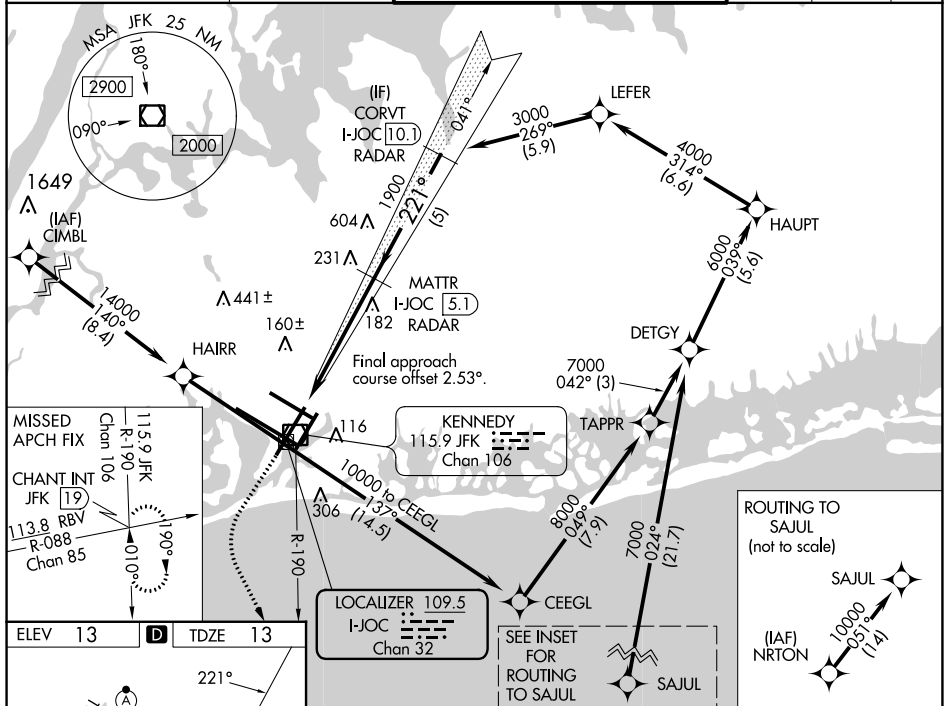 MSA JFK 25 NM
180°
2900
090°
2000
1649
(IAF)
CIMBL
14000
140°
(8.4)
HAIRR
441±
160±
604
231
182
(IF)
CORVT
I-JOC 10.1
RADAR
041°
1900
221°
(5)
MATTR
I-JOC 5.1
RADAR
Final approach
course offset 2.53°.
LEFER
3000
269°
(5.9)
4000
314°
(6.6)
HAUPT
6000
039°
(5.6)
DETGY
7000
042° (3)
TAPPR
116
KENNEDY
115.9 JFK
Chan 106
10000 to CEEGL
137°
(14.5)
306
R-190
8000
049°
(7.9)
7000
024°
(21.7)
CEEGL
LOCALIZER 109.5
I-JOC
Chan 32
SEE INSET
FOR
ROUTING
TO SAJUL
SAJUL
ROUTING TO
SAJUL
(not to scale)
SAJUL
10000
051°
(14)
(IAF)
NRTON
MISSED
APCH FIX
115.9 JFK
R-190
Chan 106
CHANT INT
JFK 19
113.8 RBV
R-088
Chan 85
190°
010°
ELEV 13
D
TDZE 13
221°
A